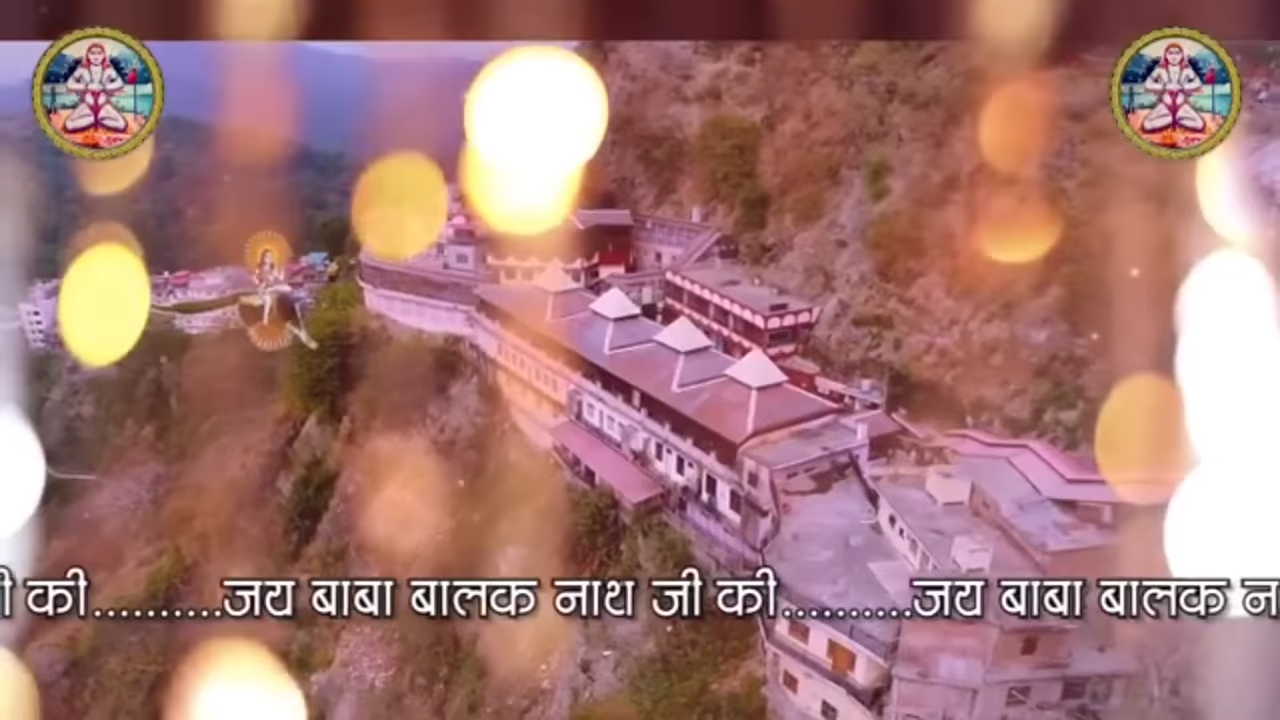 की..........जय बाबा बालक नाथ जी की..........जय बाबा बालक